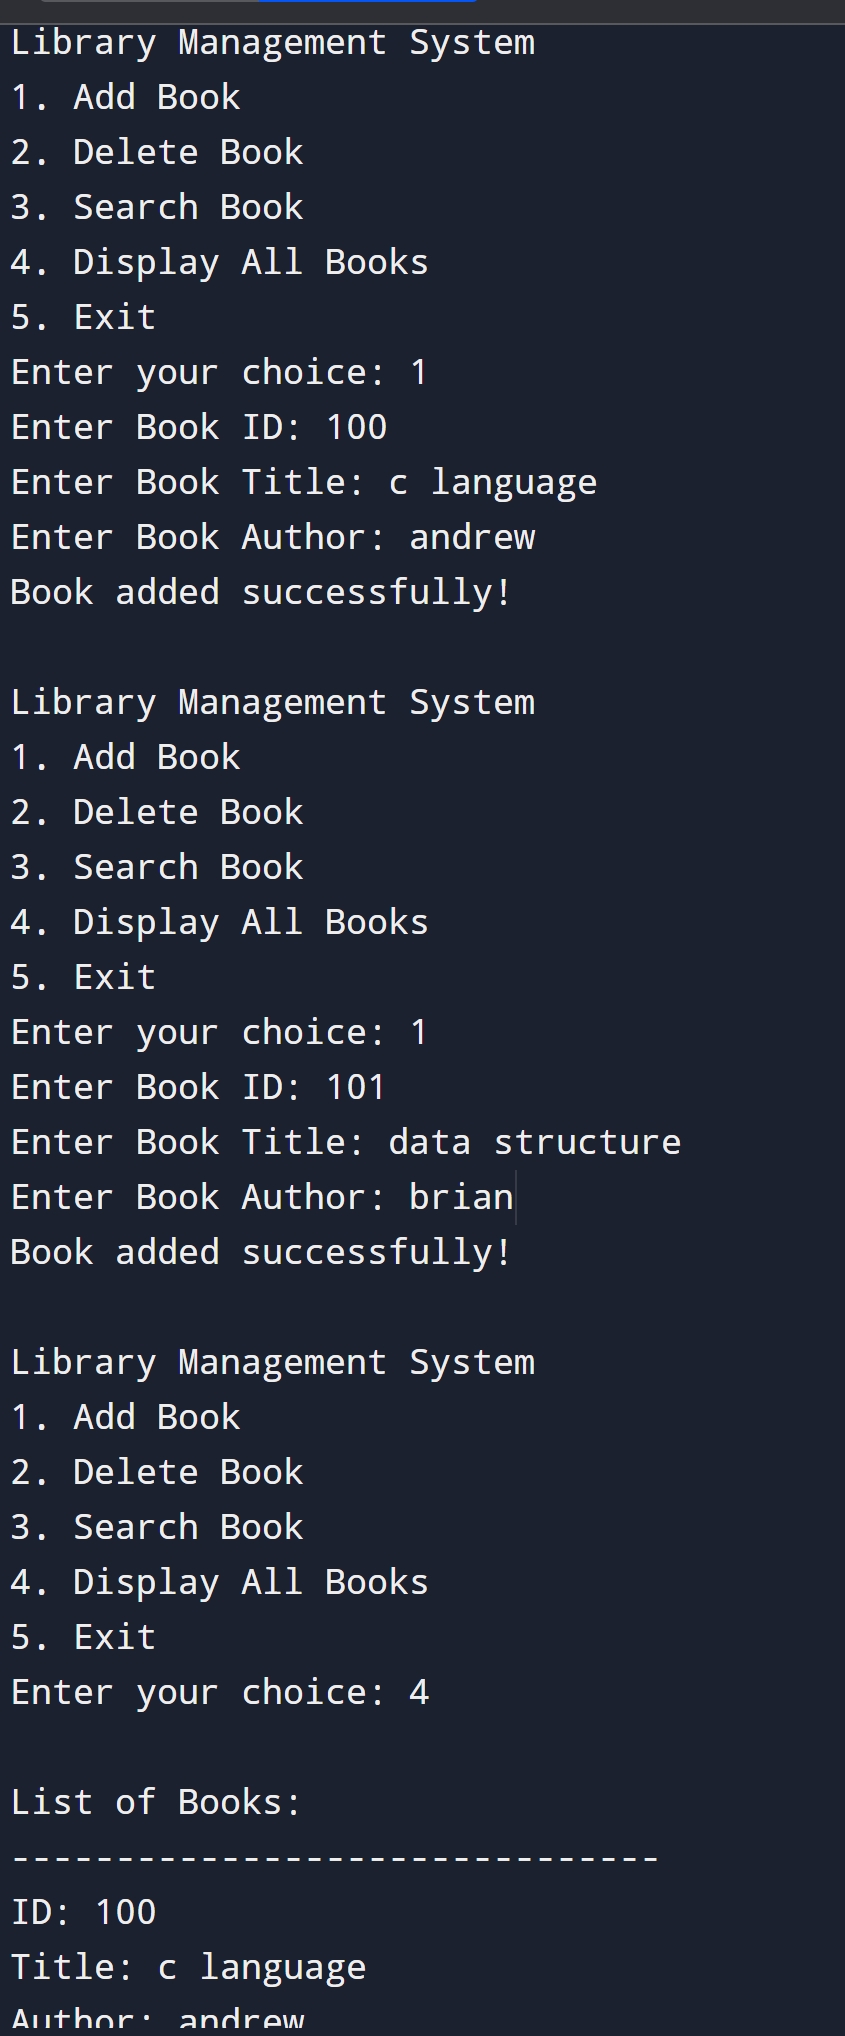 Library Management System
1. Add Book
2. Delete Book
3. Search Book
4. Display All Books
5. Exit
Enter your choice: 1
Enter Book ID: 100
Enter Book Title: c language
Enter Book Author: andrew
Book added successfully!
Library Management System
1. Add Book
2. Delete Book
3. Search Book
4. Display All Books
5. Exit
Enter your choice: 1
Enter Book ID: 101
Enter Book Title: data structure
Enter Book Author: brian
Book added successfully!
Library Management System
1. Add Book
2. Delete Book
3. Search Book
4. Display All Books
5. Exit
Enter your choice: 4
List of Books:
-------------------------------
ID: 100
Title: c language
Author: andrew